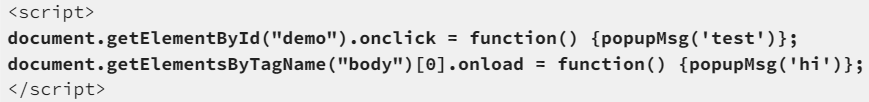 <script>
document.getElementById("demo").onclick = function() {popupMsg('test')};
document.getElementsByTagName("body")[0].onload = function() {popupMsg('hi')};
</script>